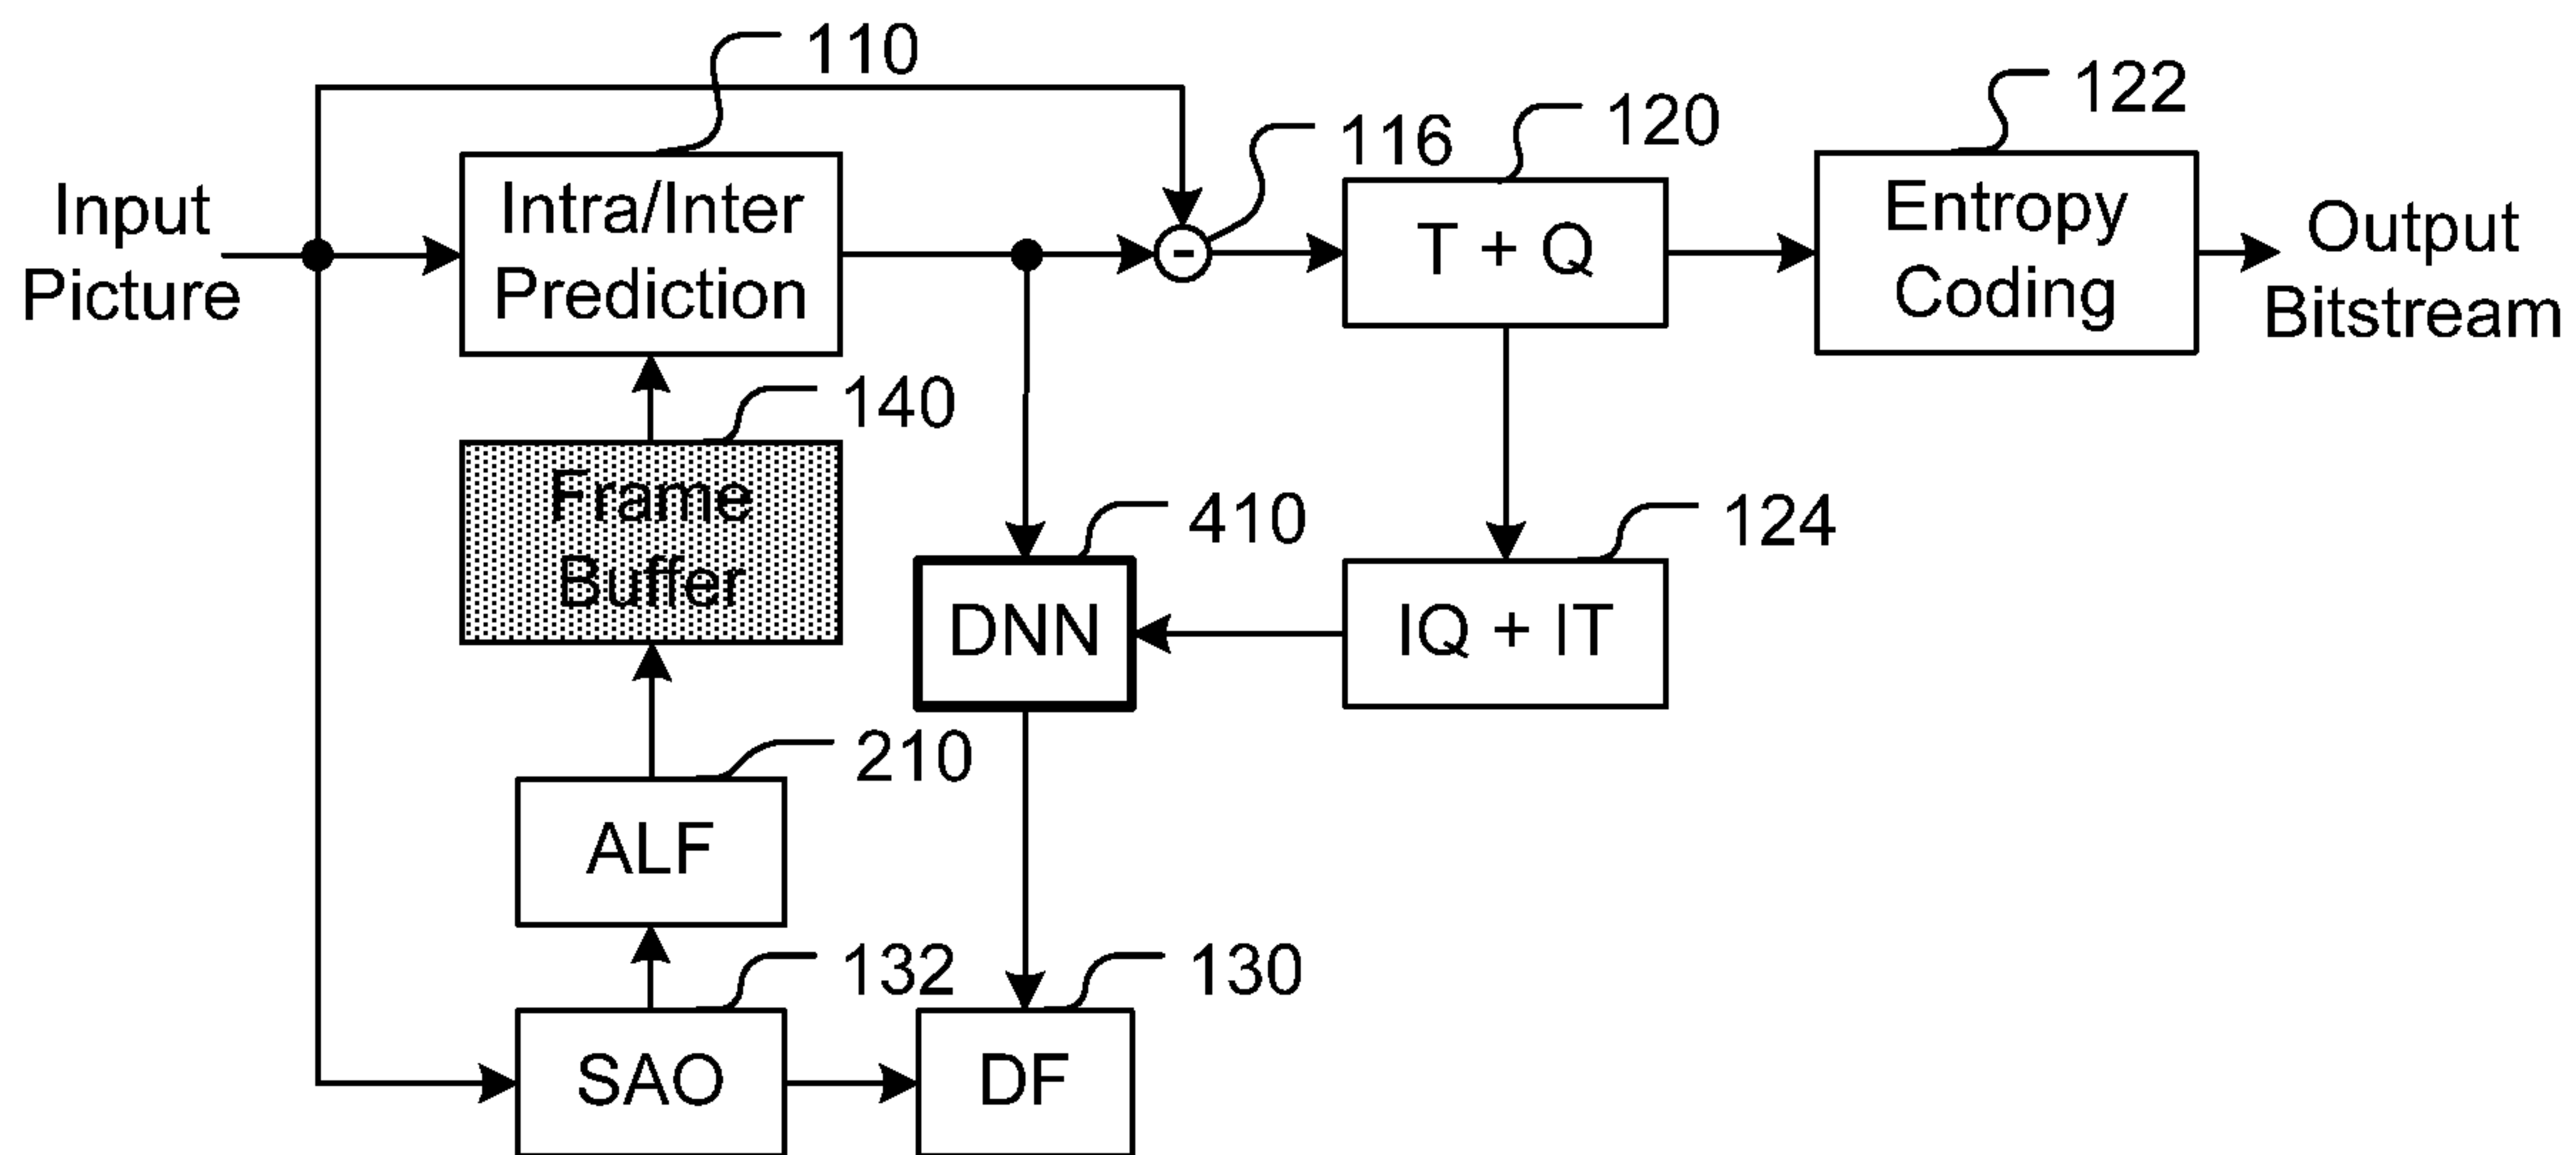 110
122
120
116
Input
Picture
Intra/Inter
Prediction
-
T + Q
Entropy
Coding
Output
Bitstream
140
Frame
Buffer
410
124
DNN
IQ + IT
210
ALF
132
130
SAO
DF